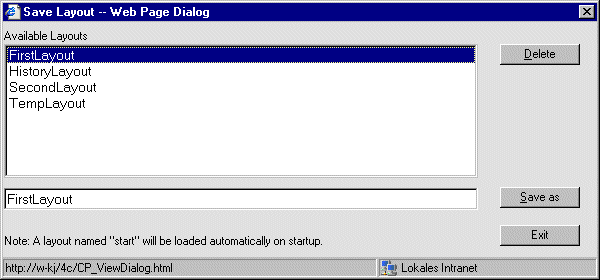 Save Layout -- Web Page Dialog
Available Layouts
FirstLayout
HistoryLayout
SecondLayout
TempLayout
Delete
FirstLayout
Save as
Exit
Note: A layout named "start" will be loaded automatically on startup.
http://w-kj/4c/CP_ViewDialog.html
Lokales Intranet